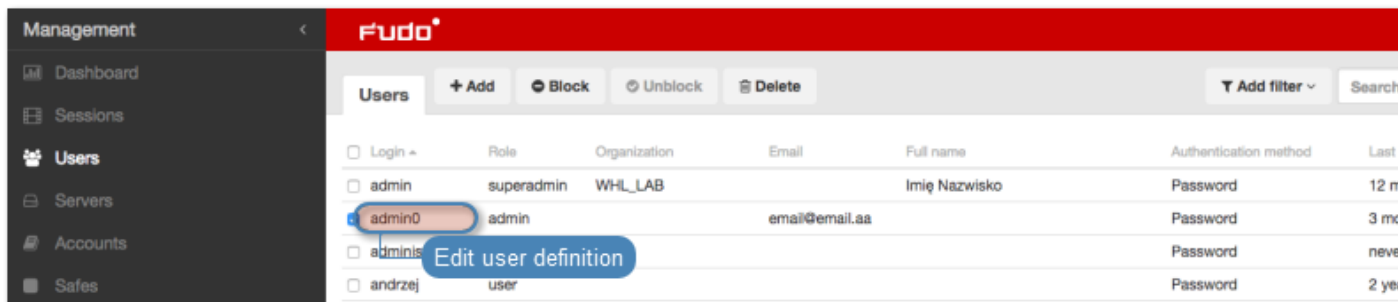 Management
Fudo
Dashboard
Users + Add Block Unblock Delete Add filter Search
Sessions
Users
Login Role Organization Email Full name Authentication method Last
admin superadmin WHL_LAB Imię Nazwisko Password 12 m
Servers
admin0 admin email@email.aa Password 3 mo
Accounts
adminis Password neve
Edit user definition
Safes
andrzej user Password 2 ye